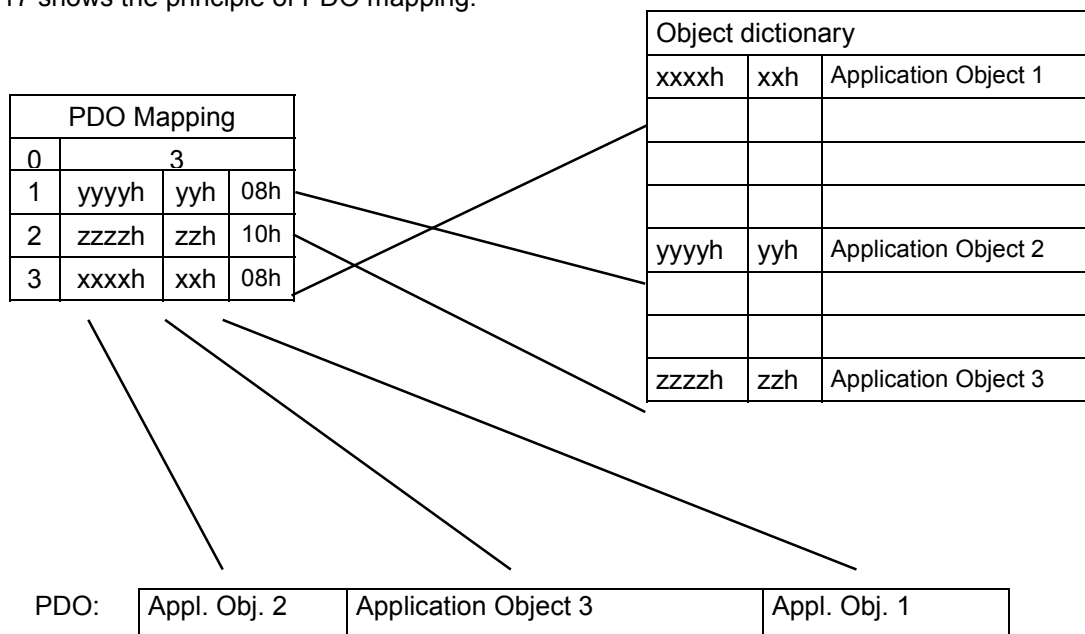 17 shows the principle of PDO mapping.
Object dictionary
xxxxh xxh Application Object 1
PDO Mapping
0 3
1 yyyyh yyh 08h
2 zzzzh zzh 10h
3 xxxxh xxh 08h
yyyyh yyh Application Object 2
zzzzh zzh Application Object 3
PDO: Appl. Obj. 2 Application Object 3 Appl. Obj. 1